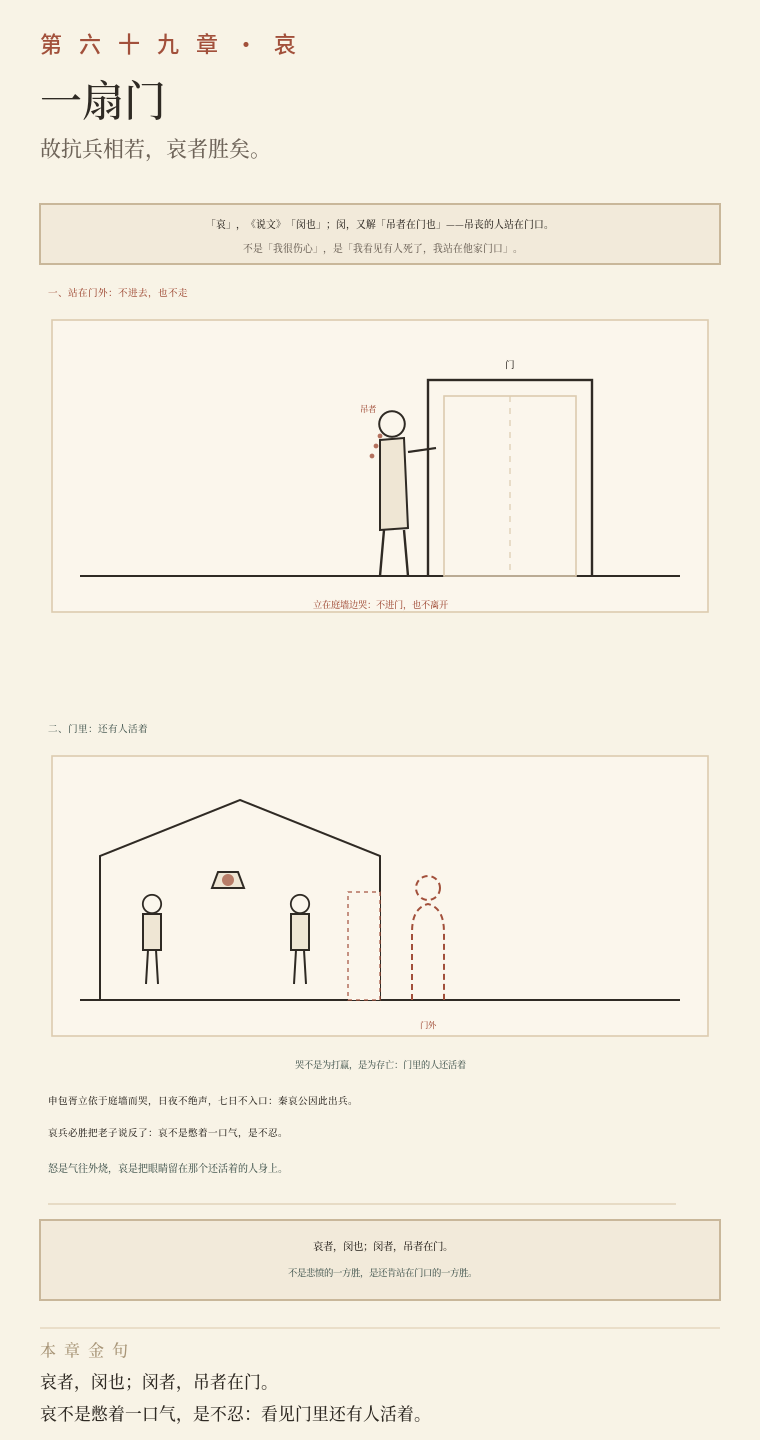 第六十九章·哀
一扇门
故抗兵相若，哀者胜矣。
「哀」，《说文》「闵也」；闵，又解「吊者在门也」——吊丧的人站在门口。
不是「我很伤心」，是「我看见有人死了，我站在他家门口」。
一、站在门外：不进去，也不走
门
吊者
立在庭墙边哭：不进门，也不离开
二、门里：还有人活着
门外
哭不是为打赢，是为存亡：门里的人还活着
申包胥立依于庭墙而哭，日夜不绝声，七日不入口：秦哀公因此出兵。
哀兵必胜把老子说反了：哀不是憋着一口气，是不忍。
怒是气往外烧，哀是把眼睛留在那个还活着的人身上。
哀者，闵也；闵者，吊者在门。
不是悲愤的一方胜，是还肯站在门口的一方胜。
本章金句
哀者，闵也；闵者，吊者在门。
哀不是憋着一口气，是不忍：看见门里还有人活着。